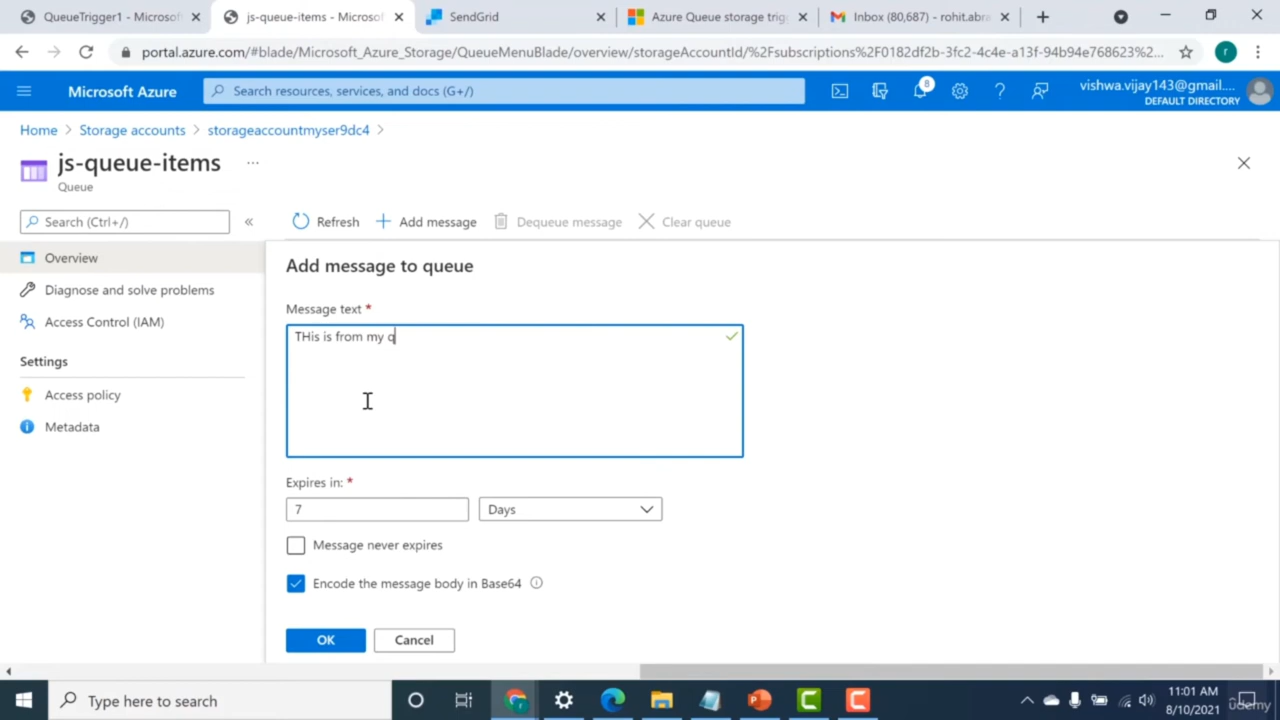 QueueTrigger1 - Microsof
js-queue-items - Microsof
SendGrid
Azure Queue storage trig
Inbox (80,687) - rohit.abra
portal.azure.com/#blade/Microsoft_Azure_Storage/QueueMenuBlade/overview/storageAccountId/%2Fsubscriptions%2F0182df2b-3fc2-4c4e-a13f-94b94e768623%2...
r
Microsoft Azure
Search resources, services, and docs (G+/)
8
vishwa.vijay143@gmail....
DEFAULT DIRECTORY
Home > Storage accounts > storageaccountmyser9dc4 >
js-queue-items ...
Queue
Search (Ctrl+/)
«
Refresh
Add message
Dequeue message
Clear queue
Overview
Diagnose and solve problems
Access Control (IAM)
Settings
Access policy
Metadata
Add message to queue
Message text *
THis is from my q
Expires in: *
7
Days
Message never expires
Encode the message body in Base64
OK
Cancel
Type here to search
11:01 AM
8/10/2021
udemy